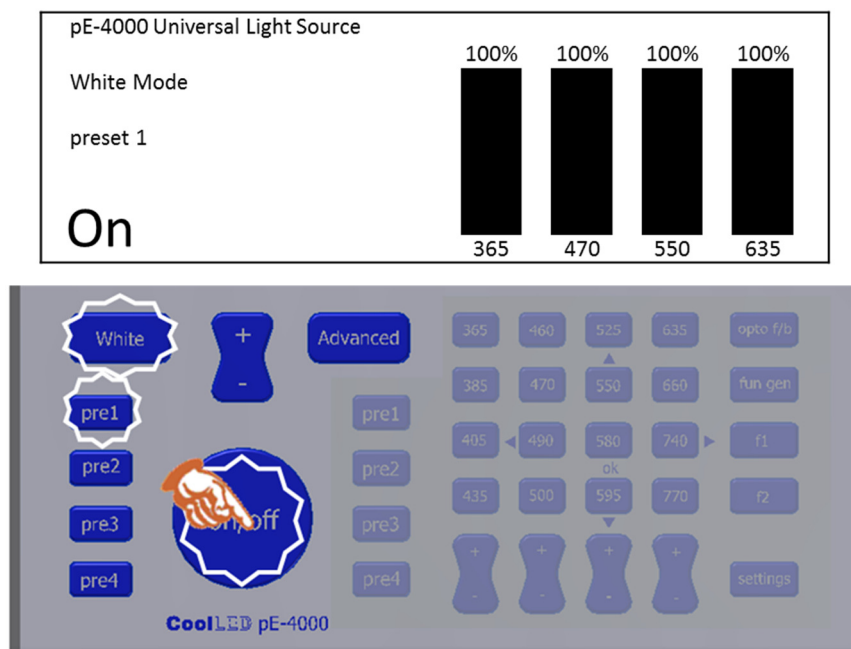 pE-4000 Universal Light Source
White Mode
preset 1
On
100% 100% 100% 100%
365 470 550 635
White + - Advanced
pre1
pre2
pre3
pre4
on/off
pre1
pre2
pre3
pre4
365 460 525 635 opto f/b
385 470 550 660 fun gen
405 490 580 740 f1
ok
435 500 595 770 f2
+ + + +
- - - -
settings
CoolLED pE-4000